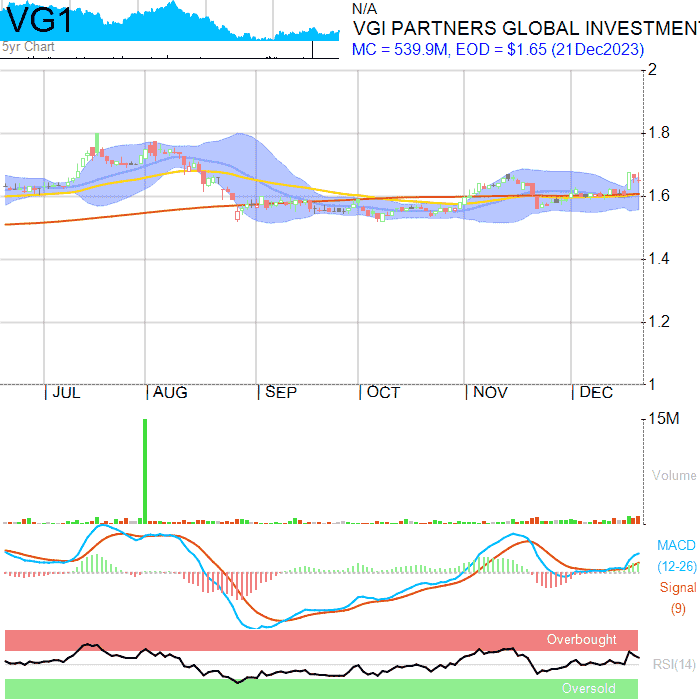 VG1
5yr Chart
N/A
VGI PARTNERS GLOBAL INVESTMEN
MC = 539.9M, EOD = $1.65 (21Dec2023)
2
1.8
1.6
1.4
1.2
1
JUL AUG SEP OCT NOV DEC
15M
Volume
MACD
(12-26)
Signal
(9)
Overbought
RSI(14)
Oversold